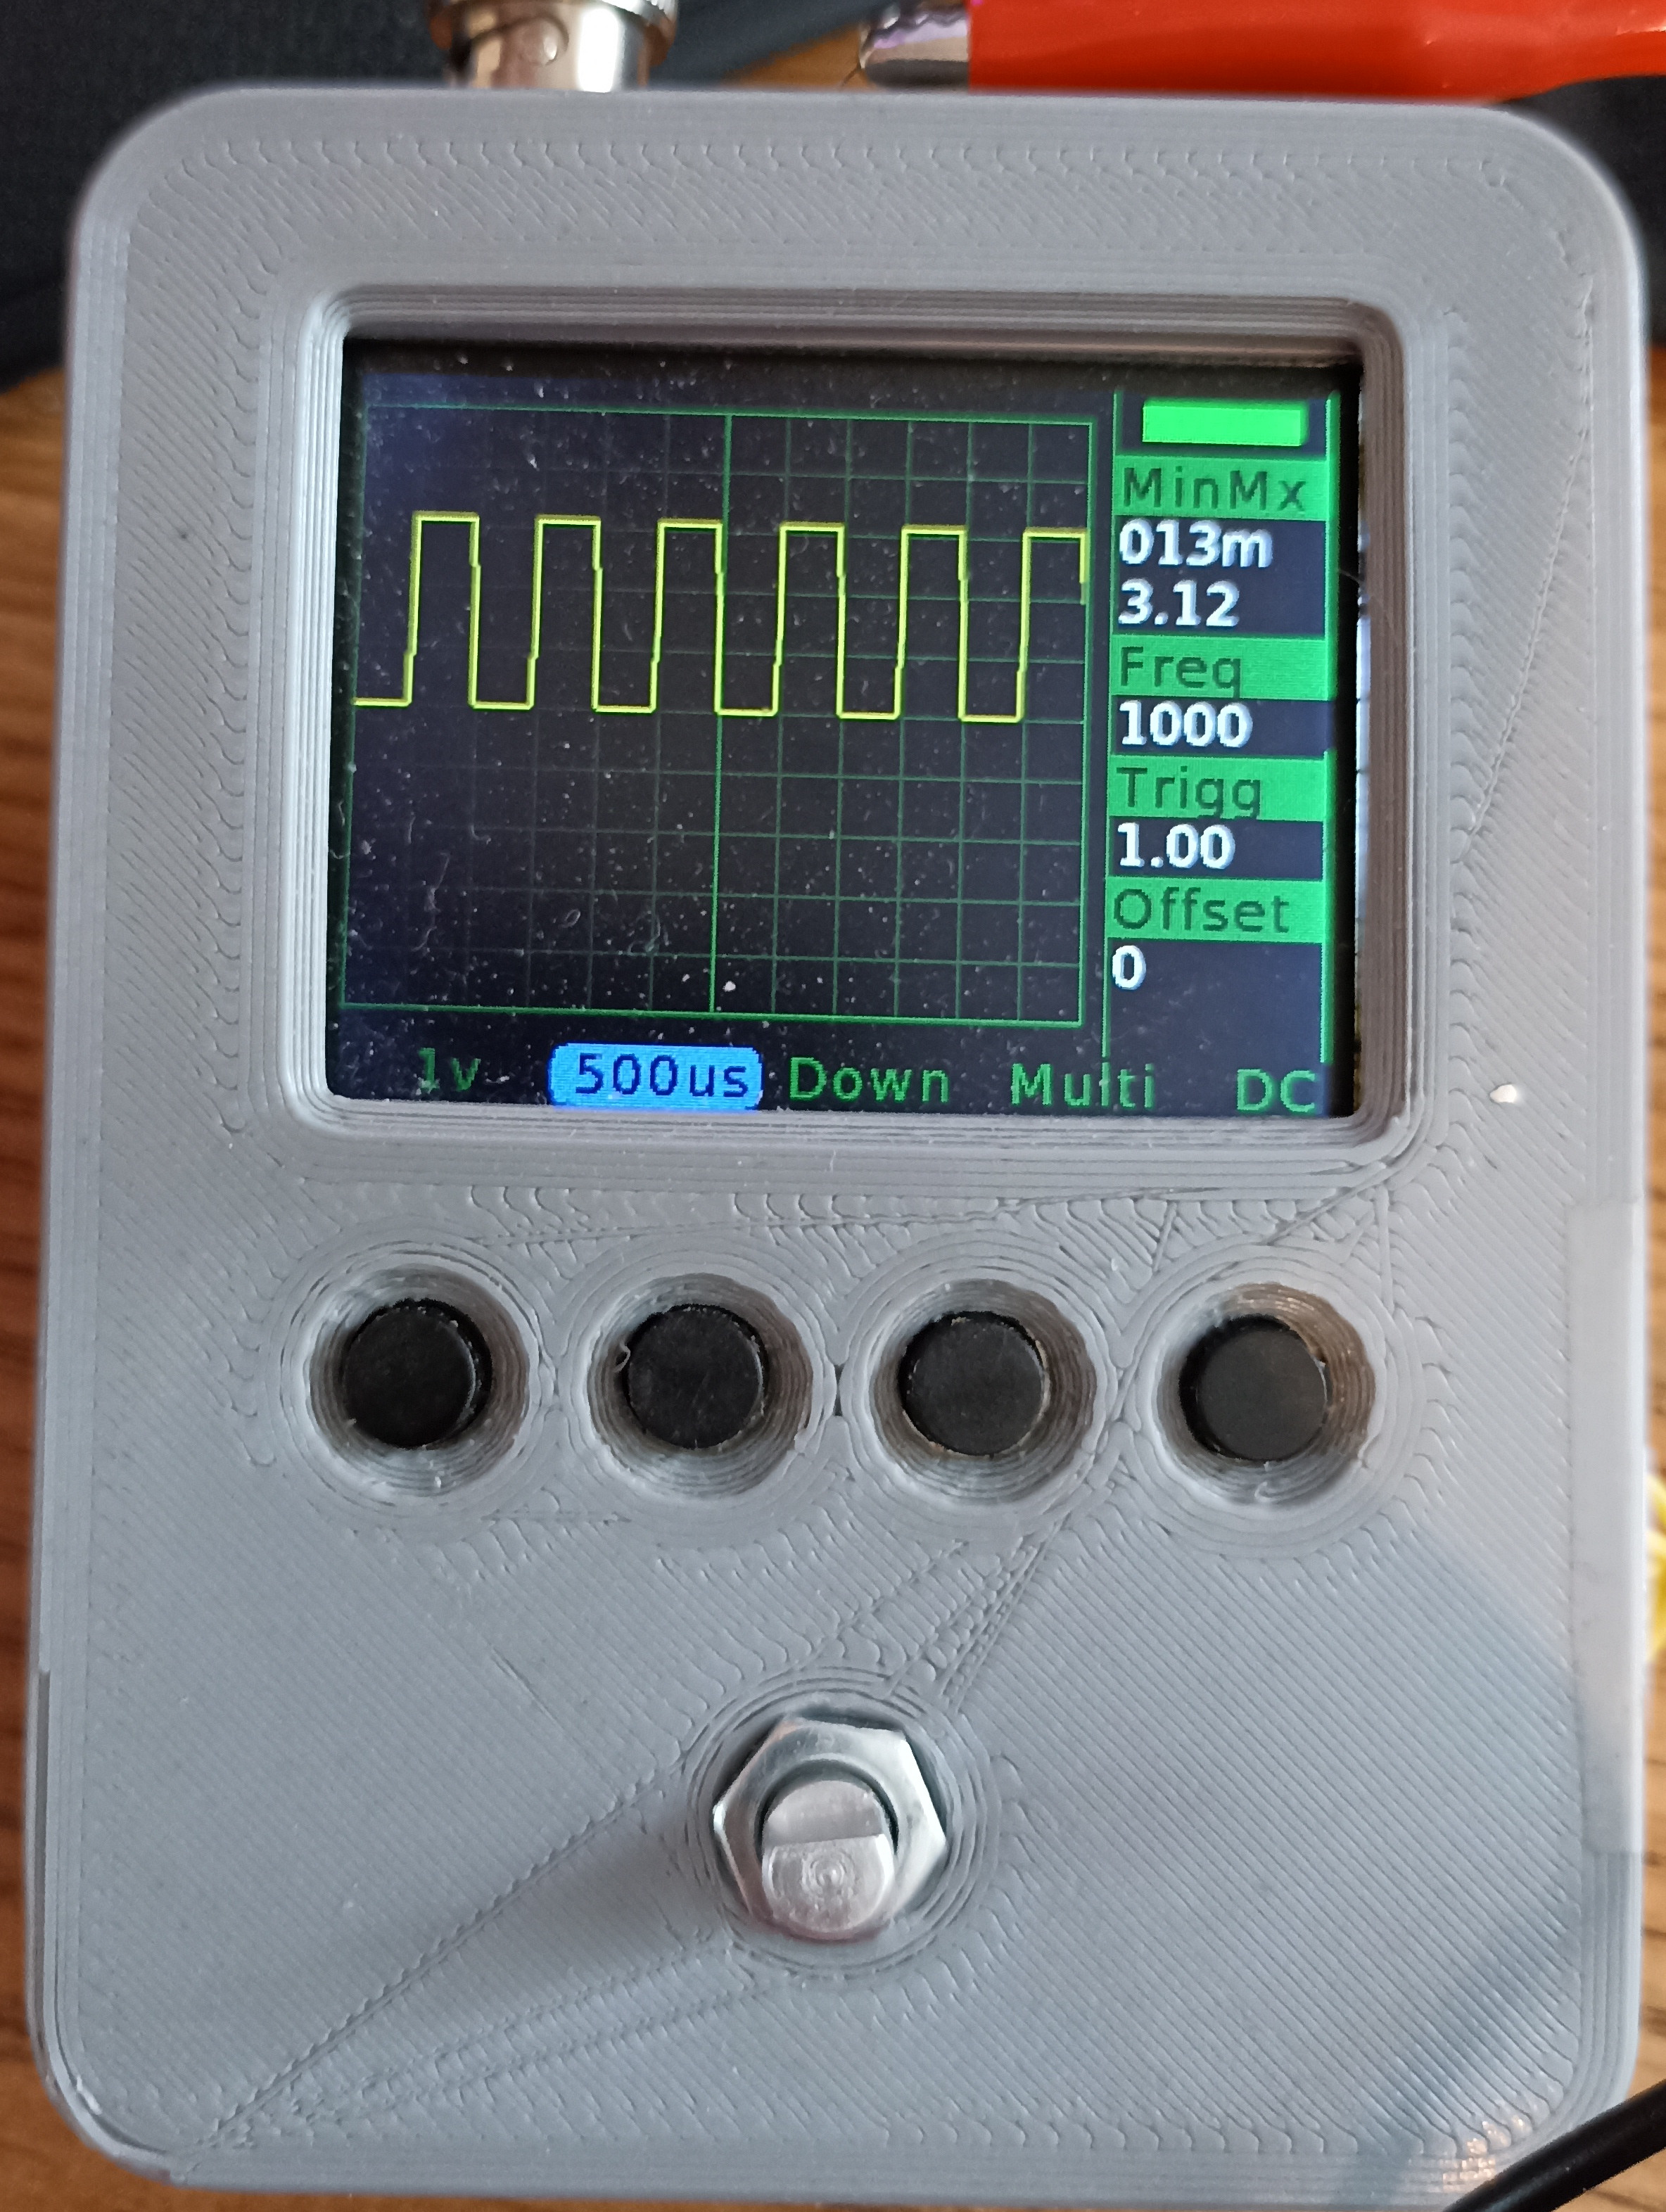 MinMx
013m
3.12
Freq
1000
Trigg
1.00
Offset
0
1v 500us Down Multi DC